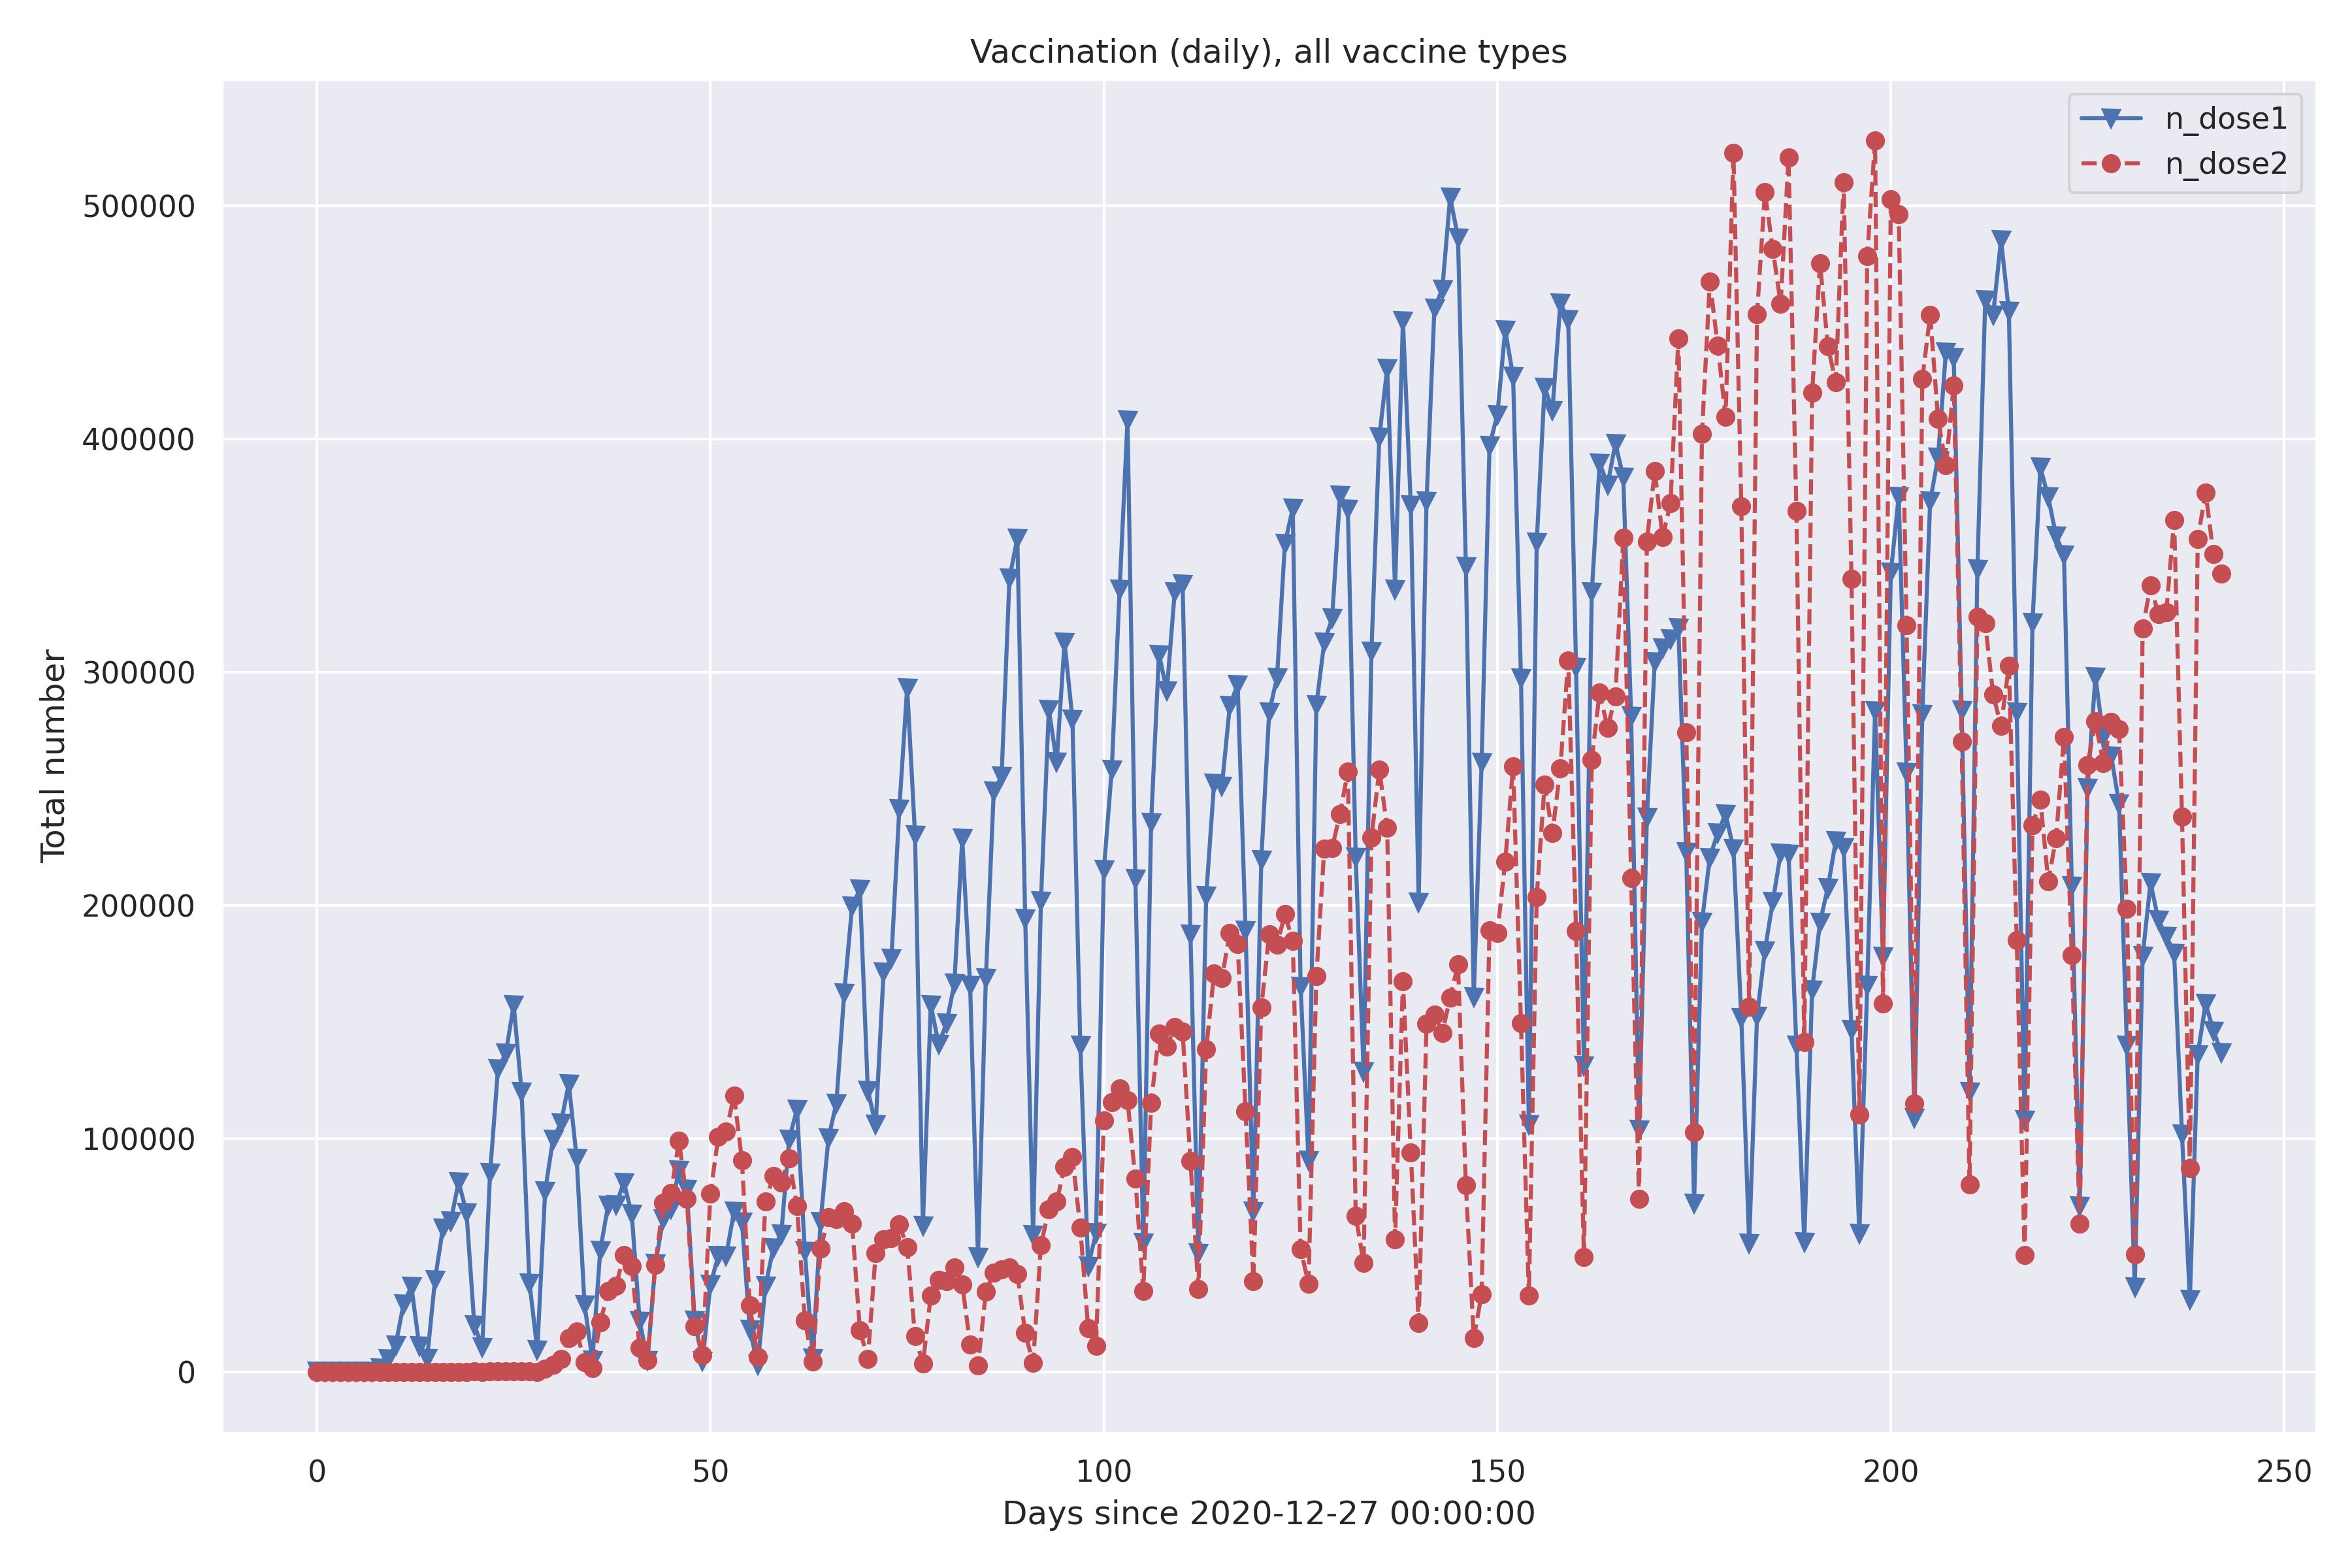 Vaccination (daily), all vaccine types
n_dose1
n_dose2
500000
400000
300000
200000
100000
0
Total number
0 50 100 150 200 250
Days since 2020-12-27 00:00:00